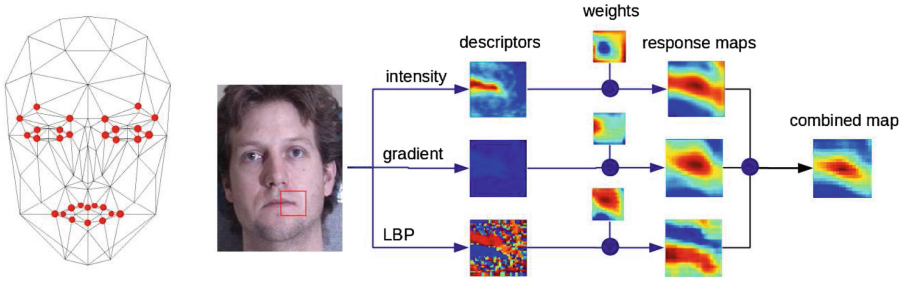 weights
descriptors
response maps
intensity
combined map
gradient
LBP